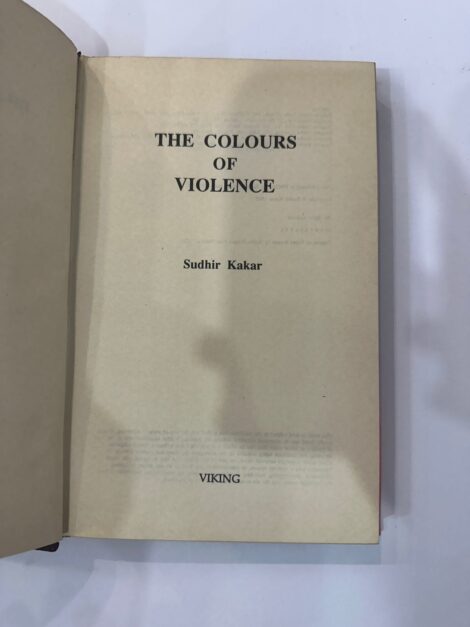 THE COLOURS
OF
VIOLENCE
Sudhir Kakar
VIKING